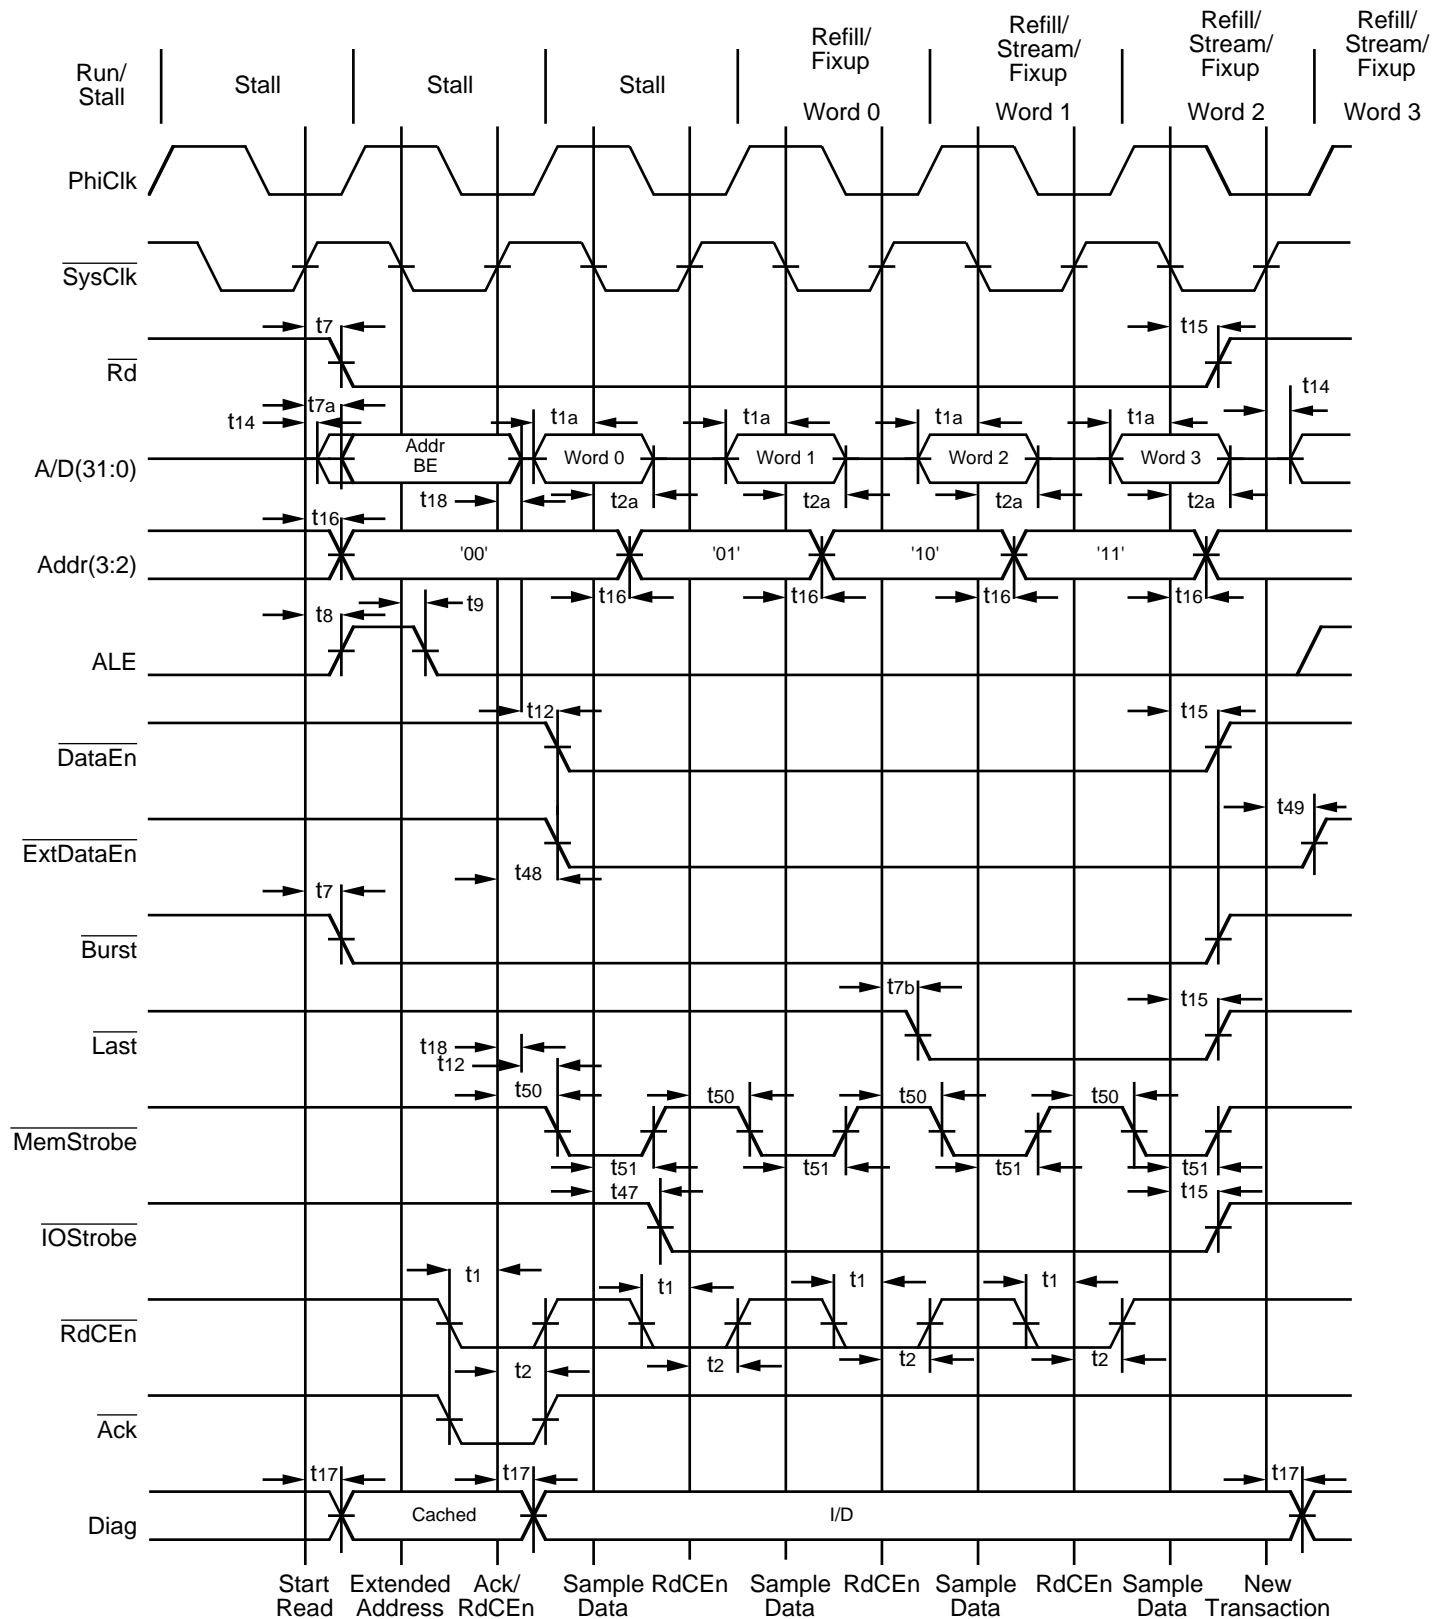 Run/
Stall
Stall
Stall
Stall
Refill/
Fixup
Word 0
Refill/
Stream/
Fixup
Word 1
Refill/
Stream/
Fixup
Word 2
Refill/
Stream/
Fixup
Word 3
PhiClk
SysClk
t7
t15
Rd
t7a
t14
t1a
t1a
t1a
t1a
t14
A/D(31:0)
Addr
BE
Word 0
Word 1
Word 2
Word 3
t18
t2a
t2a
t2a
t2a
t16
Addr(3:2)
'00'
'01'
'10'
'11'
t16
t16
t16
t16
t8
t9
ALE
t12
t15
DataEn
t49
ExtDataEn
t48
t7
Burst
t7b
t15
Last
t18
t12
t50
t50
t50
t50
MemStrobe
t51
t51
t51
t51
t47
t15
IOStrobe
t1
t1
t1
t1
RdCEn
t2
t2
t2
t2
Ack
t17
t17
t17
Diag
Cached
I/D
Start
Read
Extended
Address
Ack/
RdCEn
Sample
Data
RdCEn
Sample
Data
RdCEn
Sample
Data
RdCEn
Sample
Data
New
Transaction